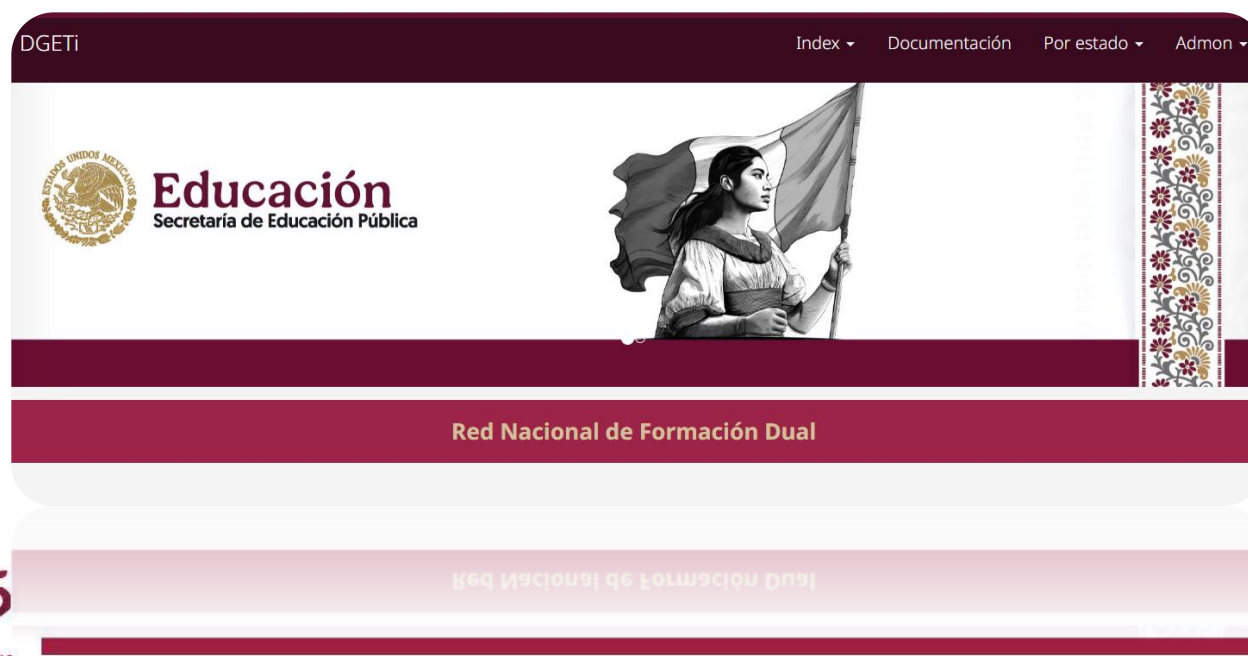 DGETi
Index
Documentación
Por estado
Admon
ESTADOS UNIDOS MEXICANOS
Educación
Secretaría de Educación Pública
Red Nacional de Formación Dual
Red Nacional de Formación Dual